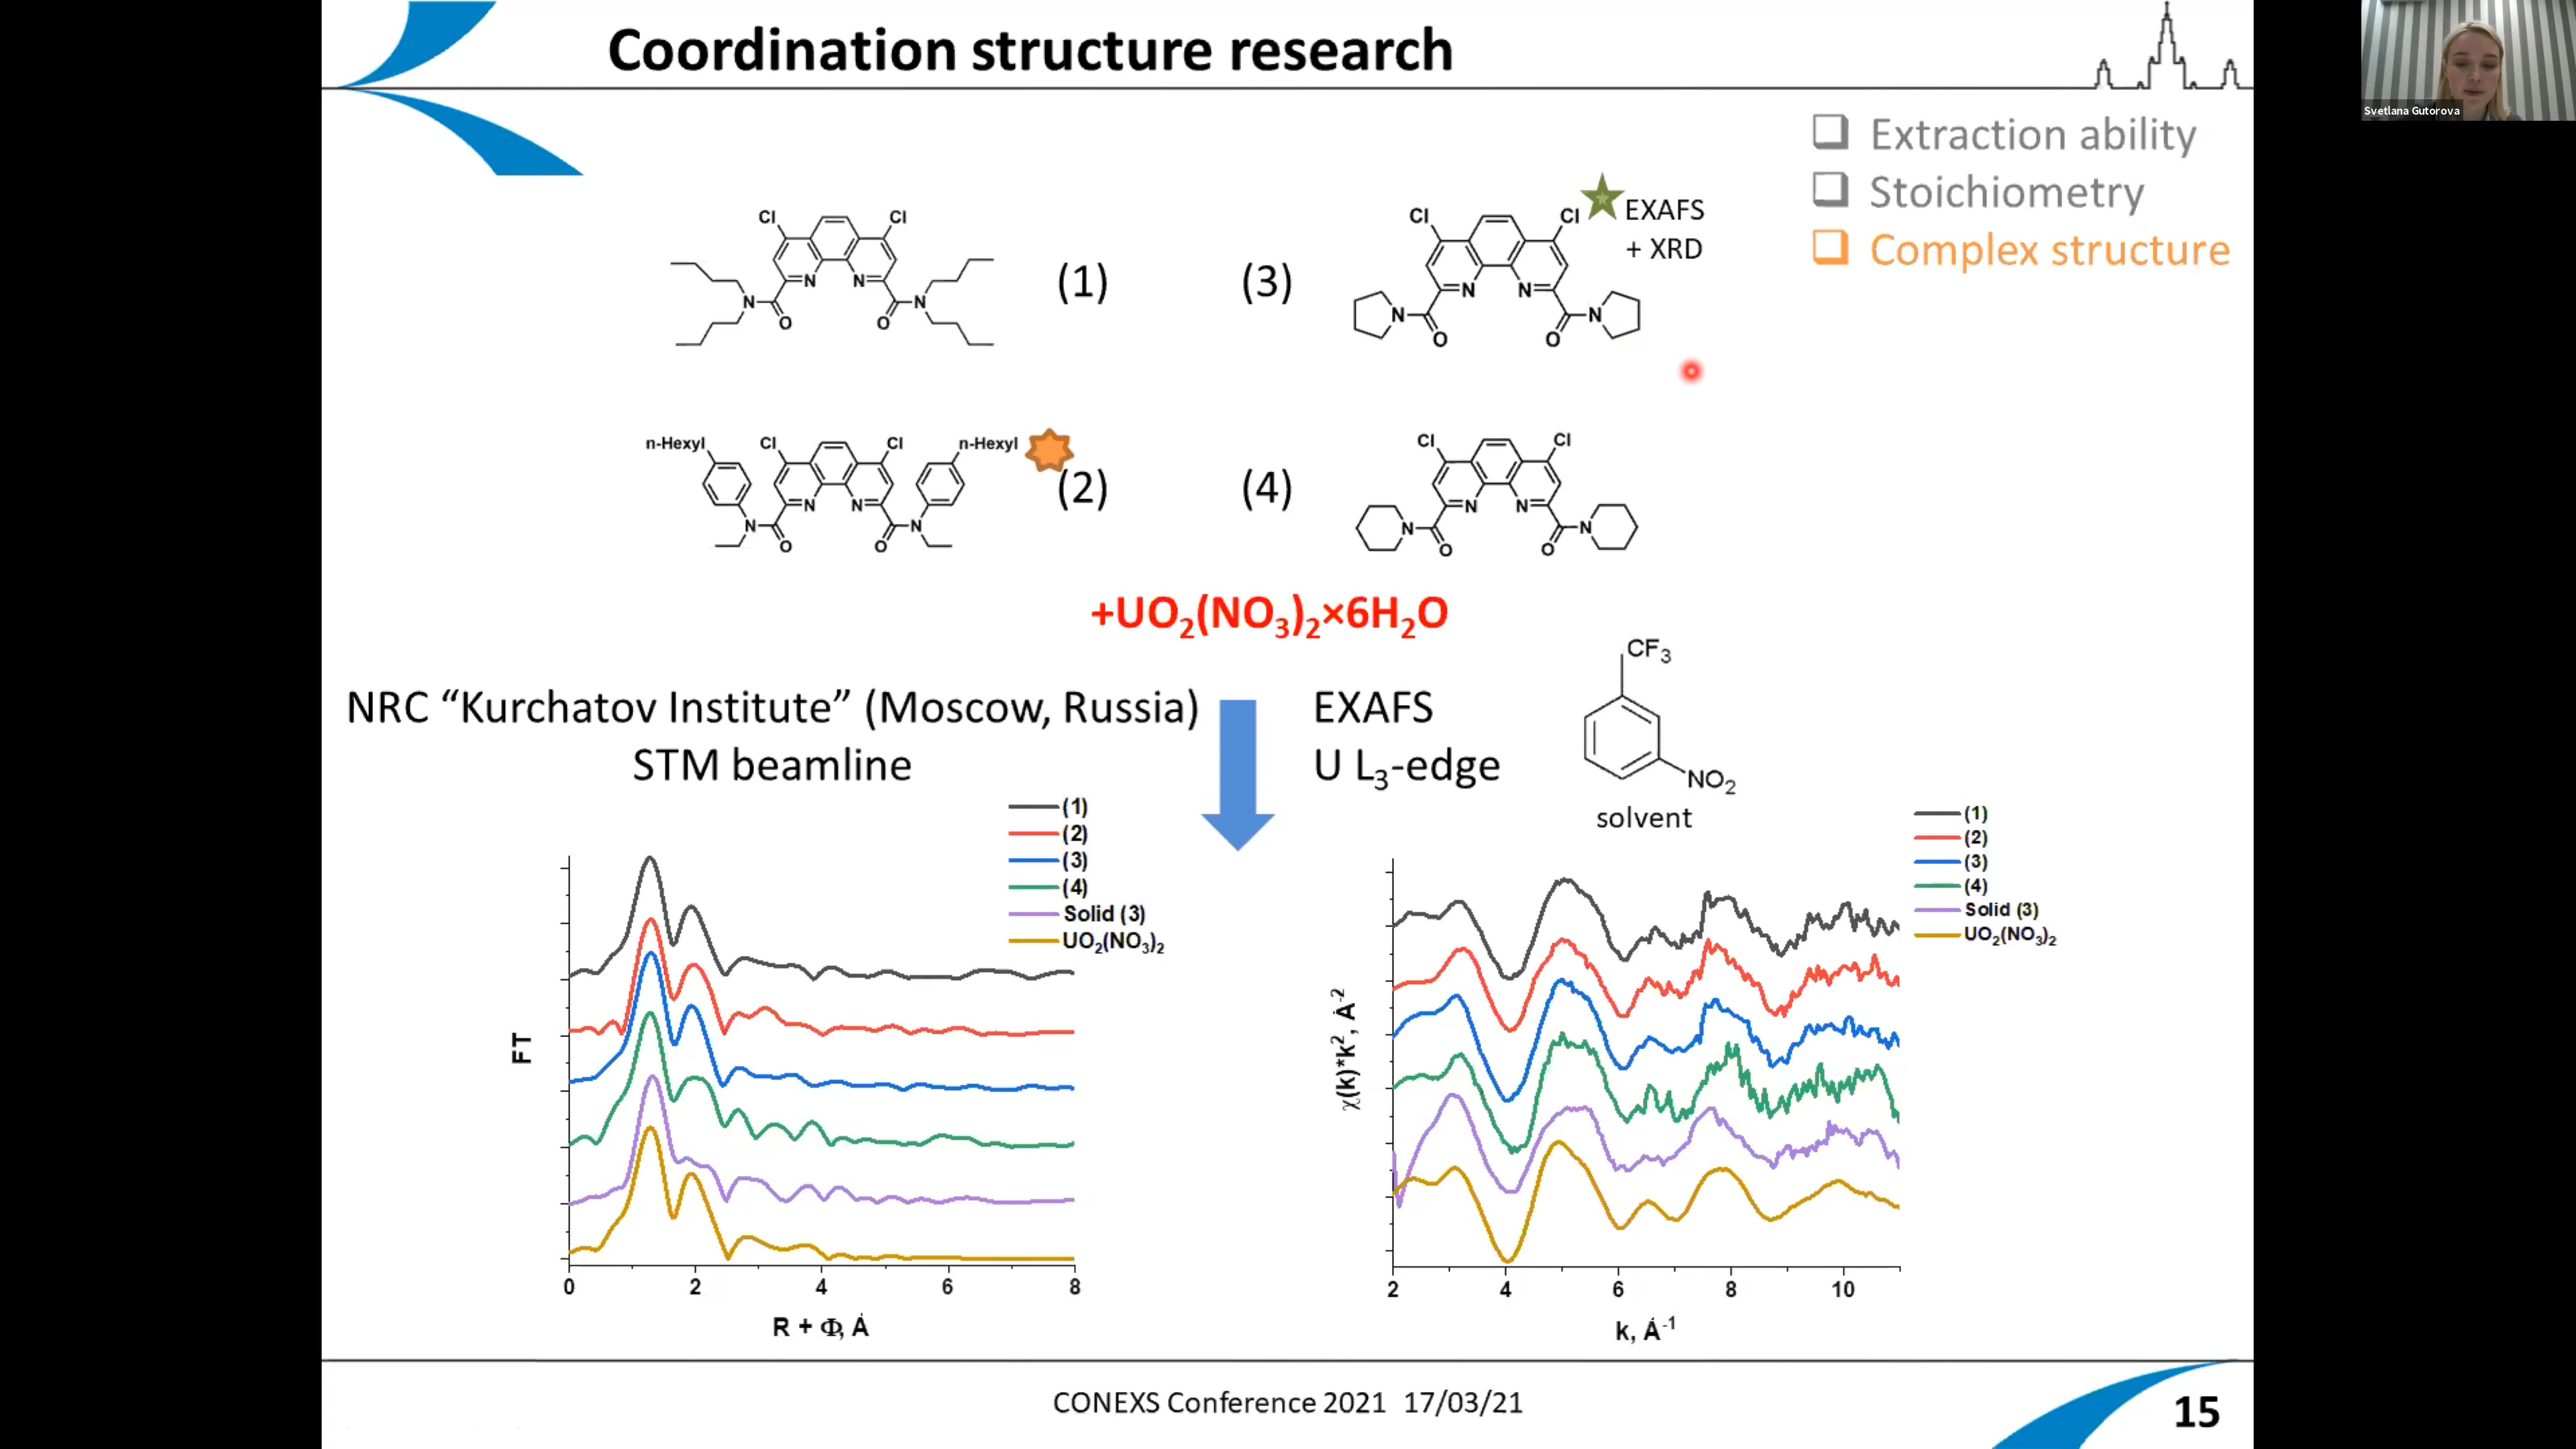 Coordination structure research
Svetlana Gutorova
Extraction ability
Stoichiometry
Complex structure
Cl
Cl
N
N
N
N
O
O
(1)
(3)
Cl
Cl
EXAFS
+ XRD
N
N
N
N
O
O
n-Hexyl
Cl
Cl
n-Hexyl
N
N
N
N
O
O
(2)
(4)
Cl
Cl
N
N
N
N
O
O
+UO₂(NO₃)₂×6H₂O
CF₃
NO₂
solvent
NRC “Kurchatov Institute” (Moscow, Russia)
STM beamline
EXAFS
U L₃-edge
(1)
(2)
(3)
(4)
Solid (3)
UO₂(NO₃)₂
FT
0 2 4 6 8
R + Φ, Å
(1)
(2)
(3)
(4)
Solid (3)
UO₂(NO₃)₂
χ(k)*k², Å⁻²
2 4 6 8 10
k, Å⁻¹
CONEXS Conference 2021 17/03/21
15